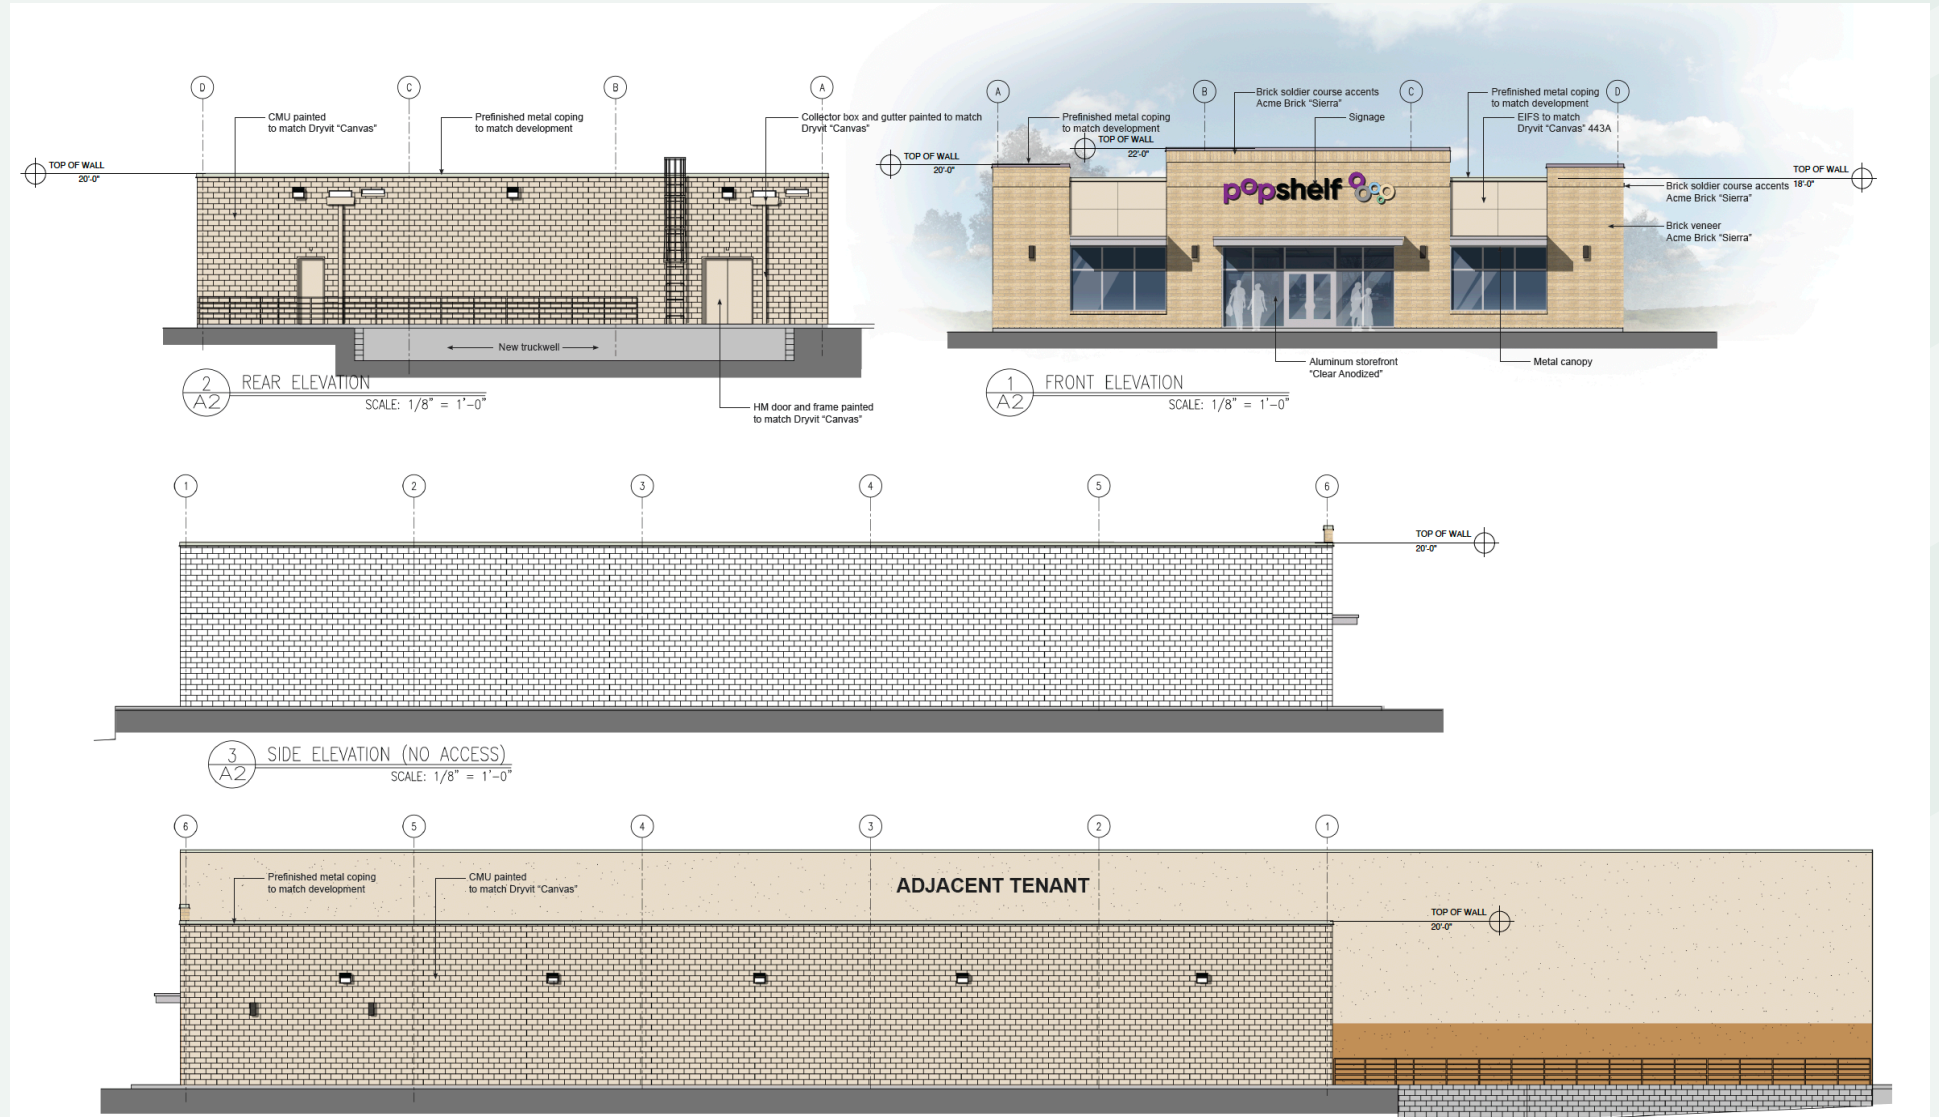 D
C
B
A
CMU painted
to match Dryvit “Canvas”
Prefinished metal coping
to match development
Collector box and gutter painted to match
Dryvit “Canvas”
TOP OF WALL
20'-0"
New truckwell
2
A2
REAR ELEVATION
SCALE: 1/8" = 1'-0"
HM door and frame painted
to match Dryvit “Canvas”
A
B
C
D
Prefinished metal coping
to match development
Brick soldier course accents
Acme Brick “Sierra”
Signage
Prefinished metal coping
to match development
EIFS to match
Dryvit “Canvas” 443A
TOP OF WALL
20'-0"
TOP OF WALL
22'-0"
TOP OF WALL
18'-0"
popshelf
Brick soldier course accents
Acme Brick “Sierra”
Brick veneer
Acme Brick “Sierra”
Aluminum storefront
“Clear Anodized”
Metal canopy
1
A2
FRONT ELEVATION
SCALE: 1/8" = 1'-0"
1
2
3
4
5
6
TOP OF WALL
20'-0"
3
A2
SIDE ELEVATION (NO ACCESS)
SCALE: 1/8" = 1'-0"
6
5
4
3
2
1
Prefinished metal coping
to match development
CMU painted
to match Dryvit “Canvas”
ADJACENT TENANT
TOP OF WALL
20'-0"